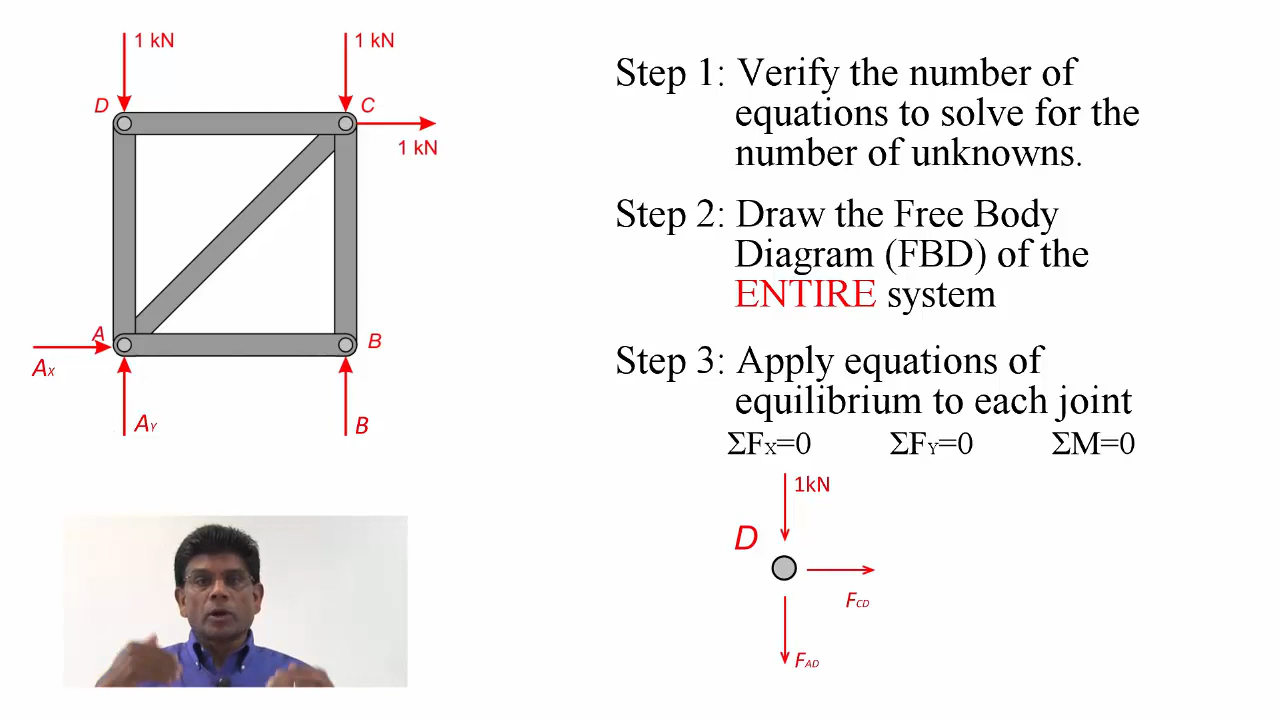 1 kN
1 kN
D
C
1 kN
A
B
Ax
AY
B
Step 1: Verify the number of
equations to solve for the
number of unknowns.
Step 2: Draw the Free Body
Diagram (FBD) of the
ENTIRE system
Step 3: Apply equations of
equilibrium to each joint
ΣFX=0 ΣFY=0 ΣM=0
1kN
D
FCD
FAD